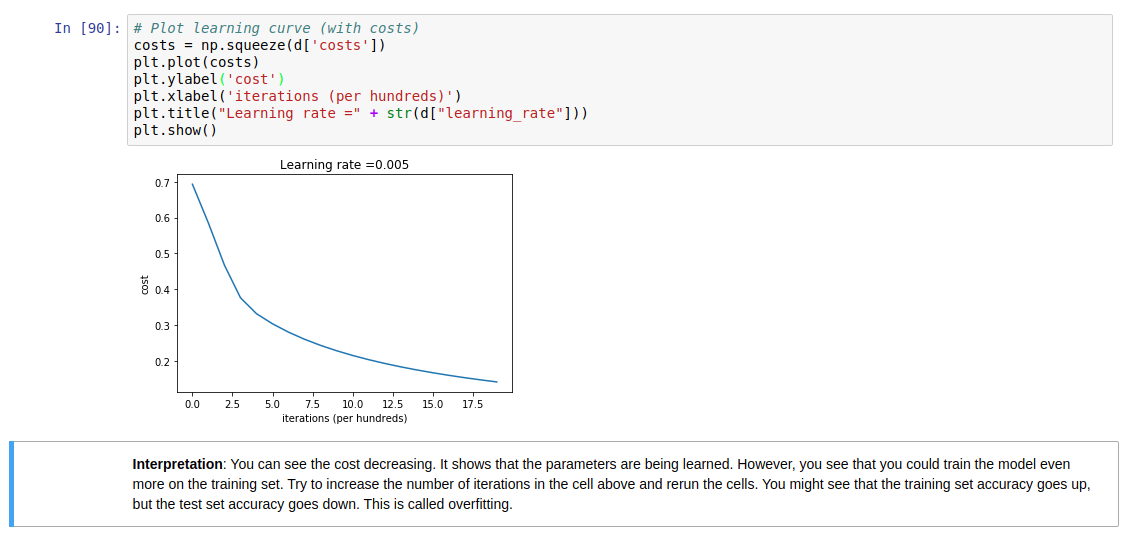 In [90]: # Plot learning curve (with costs)
costs = np.squeeze(d['costs'])
plt.plot(costs)
plt.ylabel('cost')
plt.xlabel('iterations (per hundreds)')
plt.title("Learning rate =" + str(d["learning_rate"]))
plt.show()
Learning rate =0.005
0.7
0.6
0.5
0.4
0.3
0.2
cost
0.0 2.5 5.0 7.5 10.0 12.5 15.0 17.5
iterations (per hundreds)
Interpretation: You can see the cost decreasing. It shows that the parameters are being learned. However, you see that you could train the model even
more on the training set. Try to increase the number of iterations in the cell above and rerun the cells. You might see that the training set accuracy goes up,
but the test set accuracy goes down. This is called overfitting.